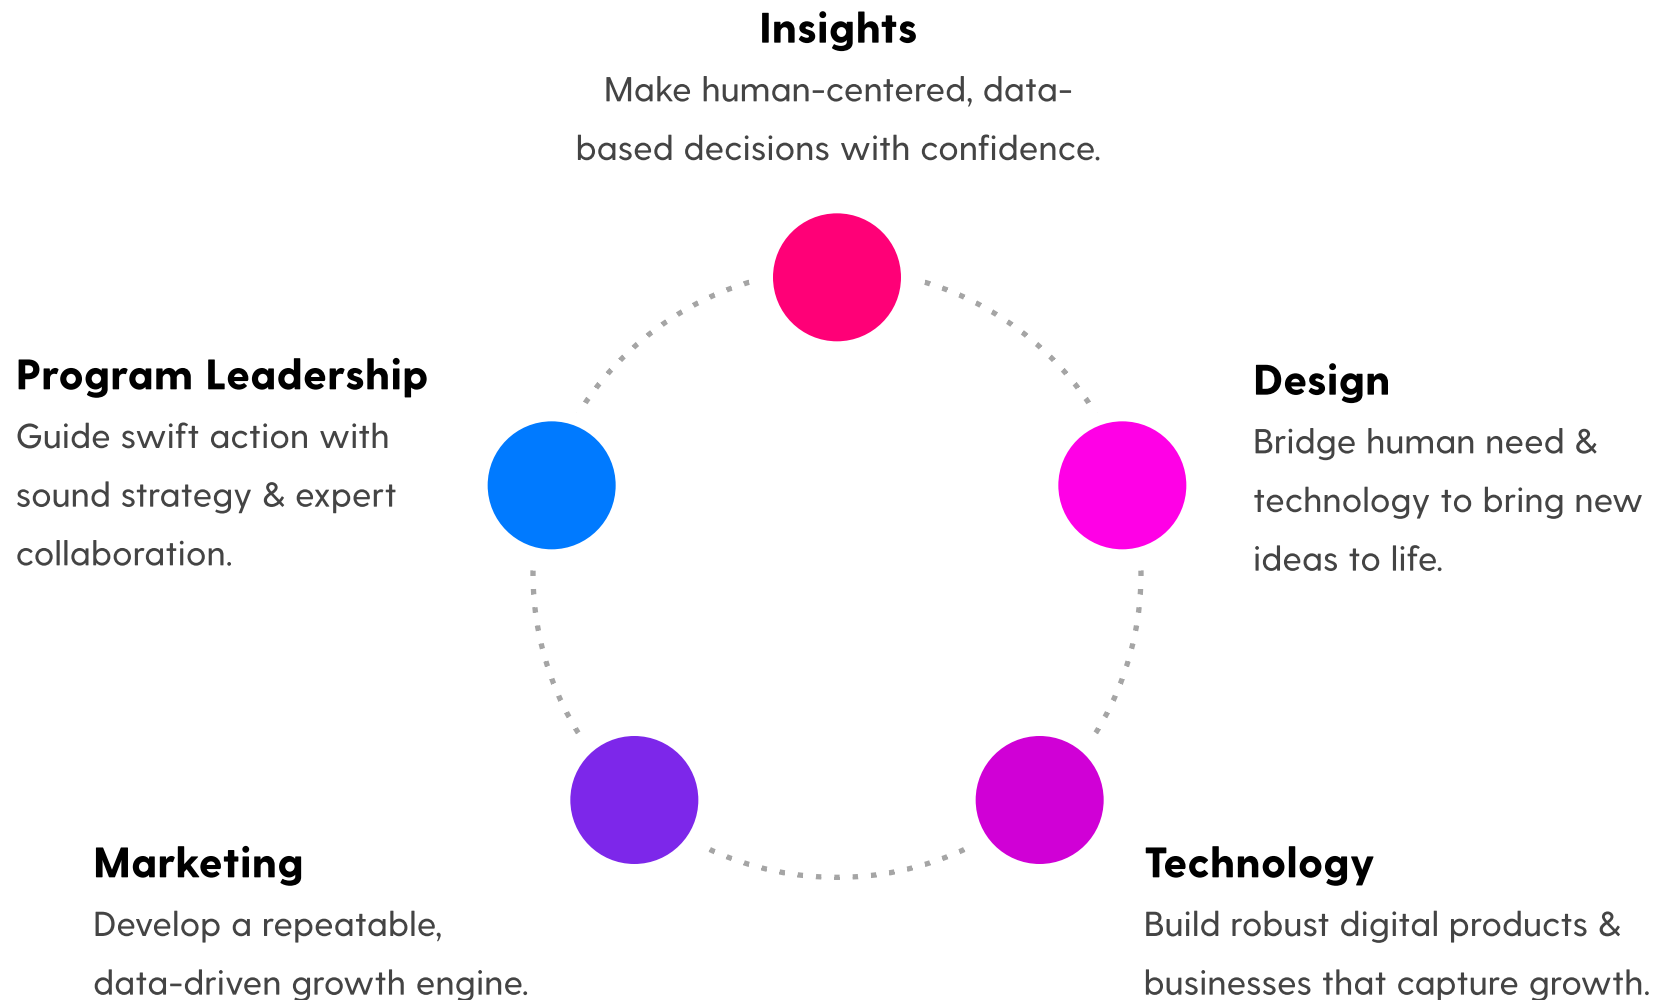 Insights
Make human-centered, data-
based decisions with confidence.
Program Leadership
Guide swift action with
sound strategy & expert
collaboration.
Design
Bridge human need &
technology to bring new
ideas to life.
Marketing
Develop a repeatable,
data-driven growth engine.
Technology
Build robust digital products &
businesses that capture growth.